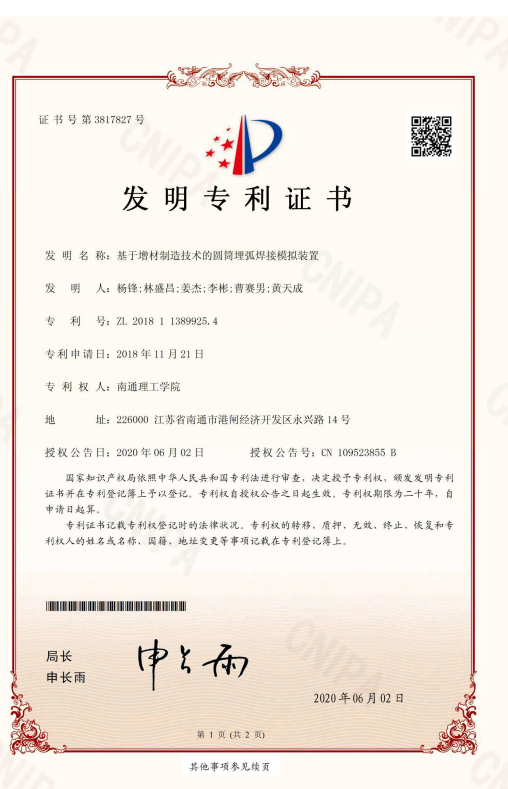 证书号第3817827号
发明专利证书
发明名称：基于增材制造技术的圆筒埋弧焊接模拟装置
发明人：杨锋;林盛昌;姜杰;李彬;曹赛男;黄天成
专利号：ZL 2018 1 1389925.4
专利申请日：2018年11月21日
专利权人：南通理工学院
地址：226000 江苏省南通市港闸经济开发区永兴路14号
授权公告日：2020年06月02日 授权公告号：CN 109523855 B
国家知识产权局依照中华人民共和国专利法进行审查，决定授予专利权，颁发发明专利
证书并在专利登记簿上予以登记。专利权自授权公告之日起生效。专利权期限为二十年，自
申请日起算。
专利证书记载专利权登记时的法律状况。专利权的转移、质押、无效、终止、恢复和专
利权人的姓名或名称、国籍、地址变更等事项记载在专利登记簿上。
局长
申长雨
申长雨
2020年06月02日
第 1 页 (共 2 页)
其他事项参见续页
CNIPA
CNIPA
CNIPA
CNIPA